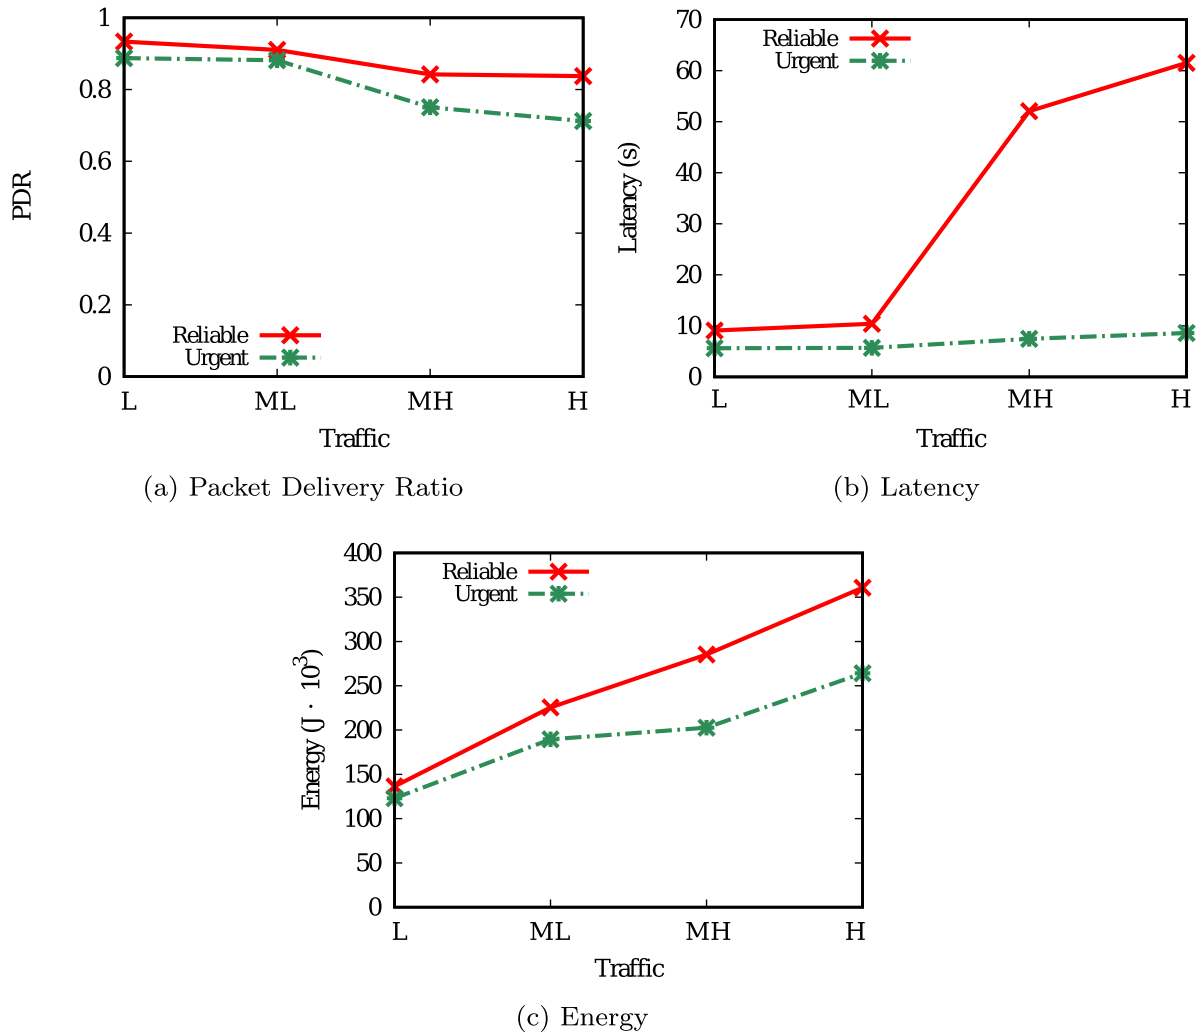 1
0.8
0.6
0.4
0.2
0
PDR
Reliable
Urgent
L ML MH H
Traffic
(a) Packet Delivery Ratio
70
60
50
40
30
20
10
0
Latency (s)
Reliable
Urgent
L ML MH H
Traffic
(b) Latency
400
350
300
250
200
150
100
50
0
Energy (J · 10³)
Reliable
Urgent
L ML MH H
Traffic
(c) Energy